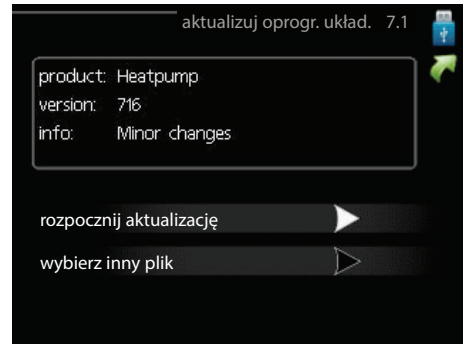 aktualizuj oprogr. układ. 7.1
product: Heatpump
version: 716
info: Minor changes
rozpocznij aktualizację
wybierz inny plik